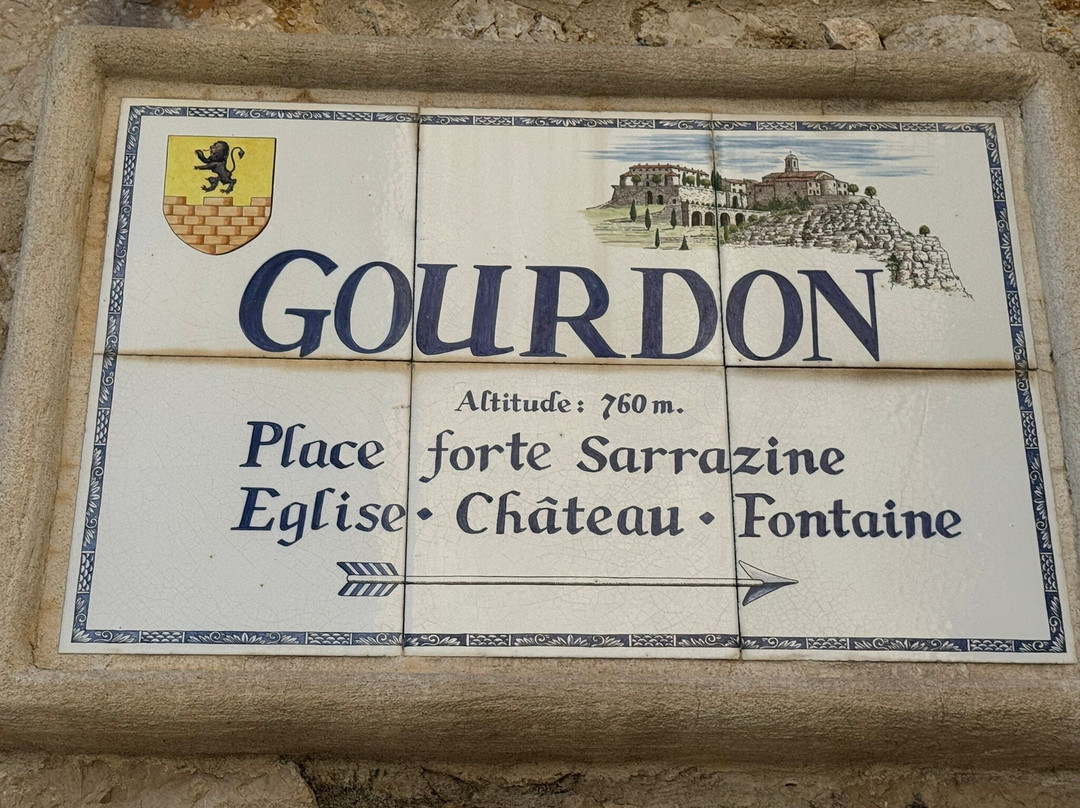 GOURDON
Altitude: 760 m.
Place forte Sarrazine
Eglise • Château • Fontaine